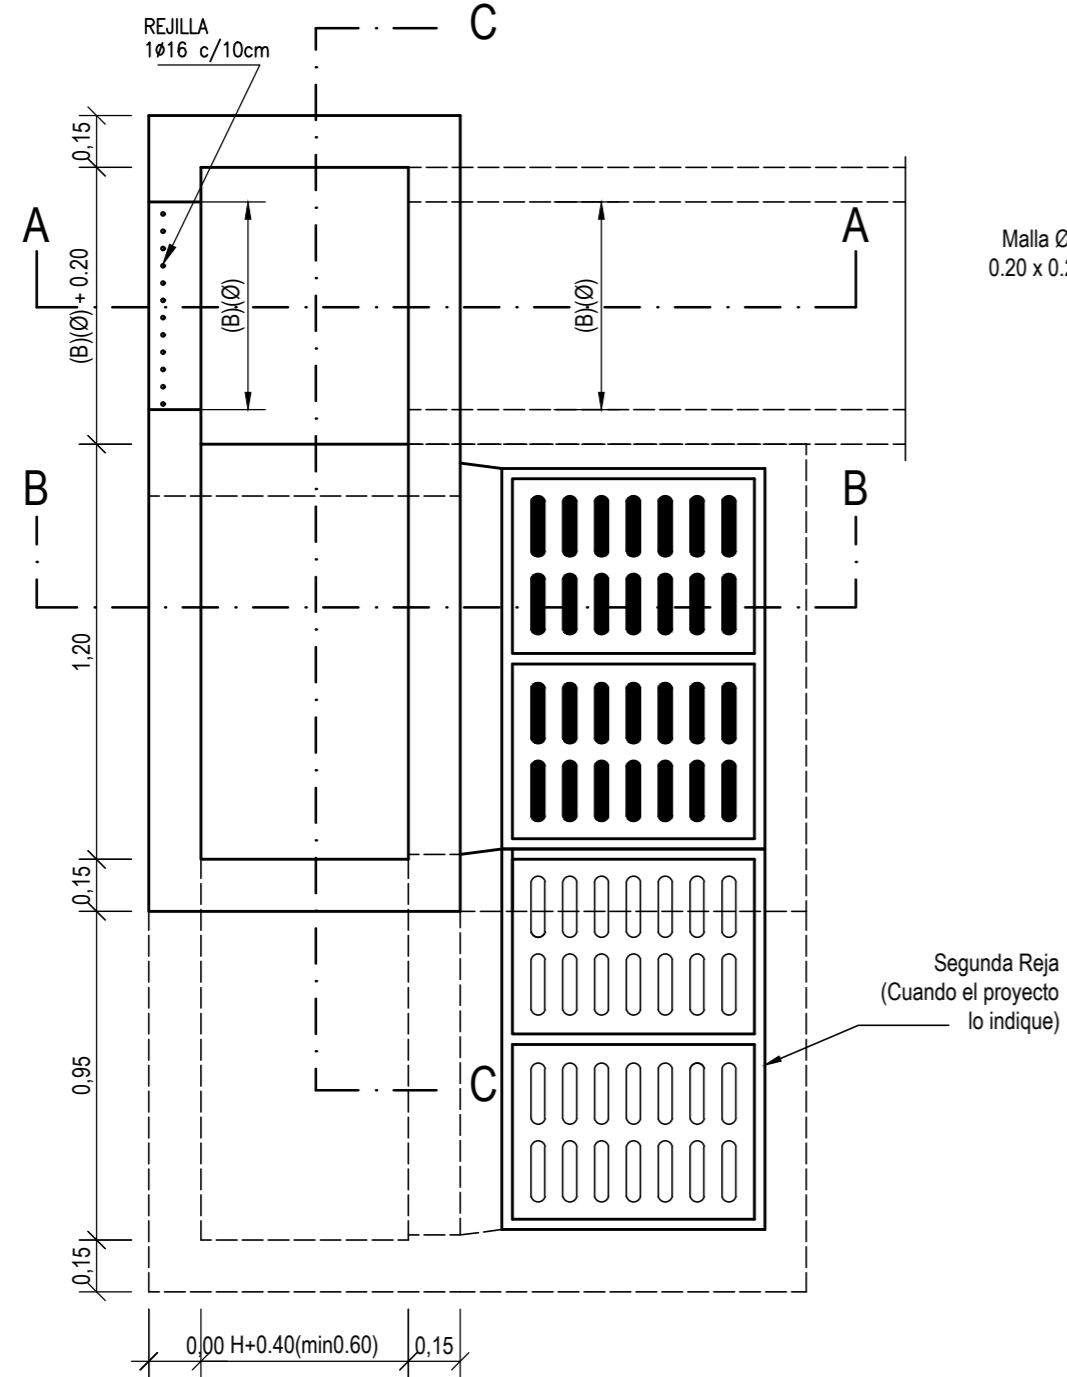 REJILLA
1ø16 c/10cm
C
0,15
A
A
Malla Ø
0.20 x 0.2
(B)(Ø)+ 0.20
(B)(Ø)
(B)(Ø)
B
B
1,20
0,15
Segunda Reja
(Cuando el proyecto
lo indique)
0,95
C
0,15
0,00 H+0.40(min0.60)
0,15